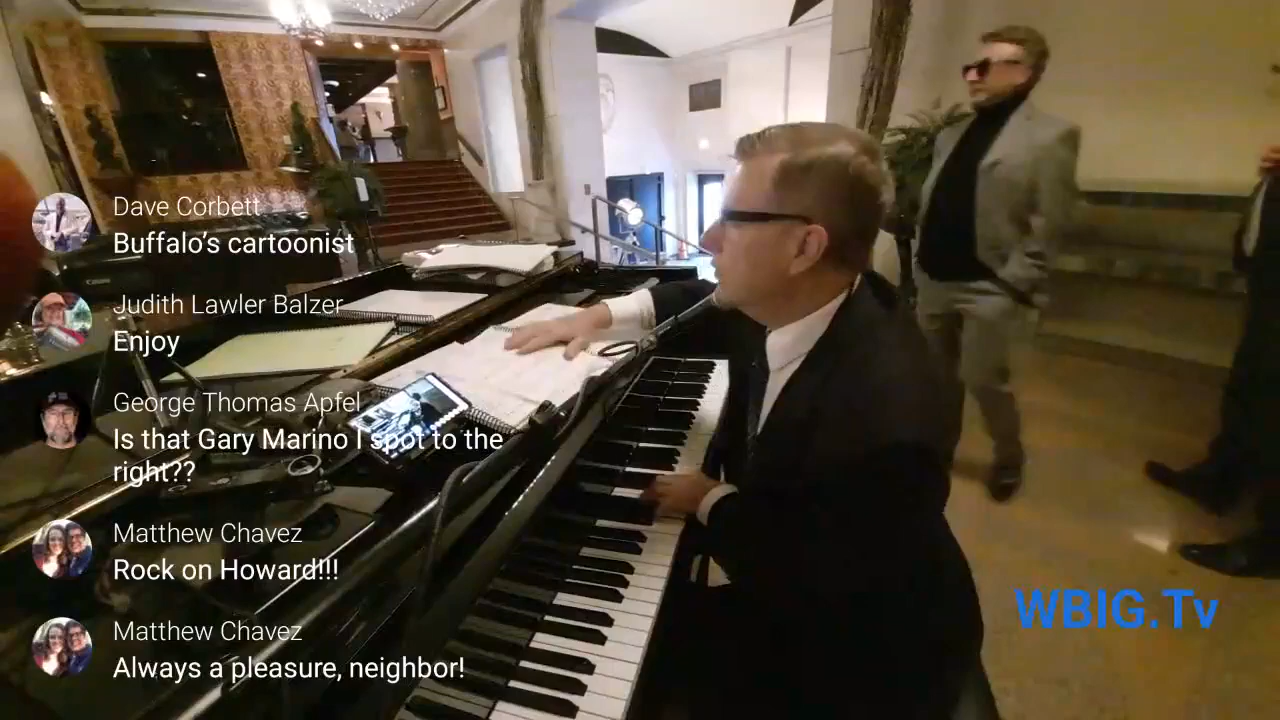 Dave Corbett
Buffalo’s cartoonist
Judith Lawler Balzer
Enjoy
George Thomas Apfel
Is that Gary Marino I spot to the
right??
Matthew Chavez
Rock on Howard!!!
Matthew Chavez
Always a pleasure, neighbor!
WBIG.Tv